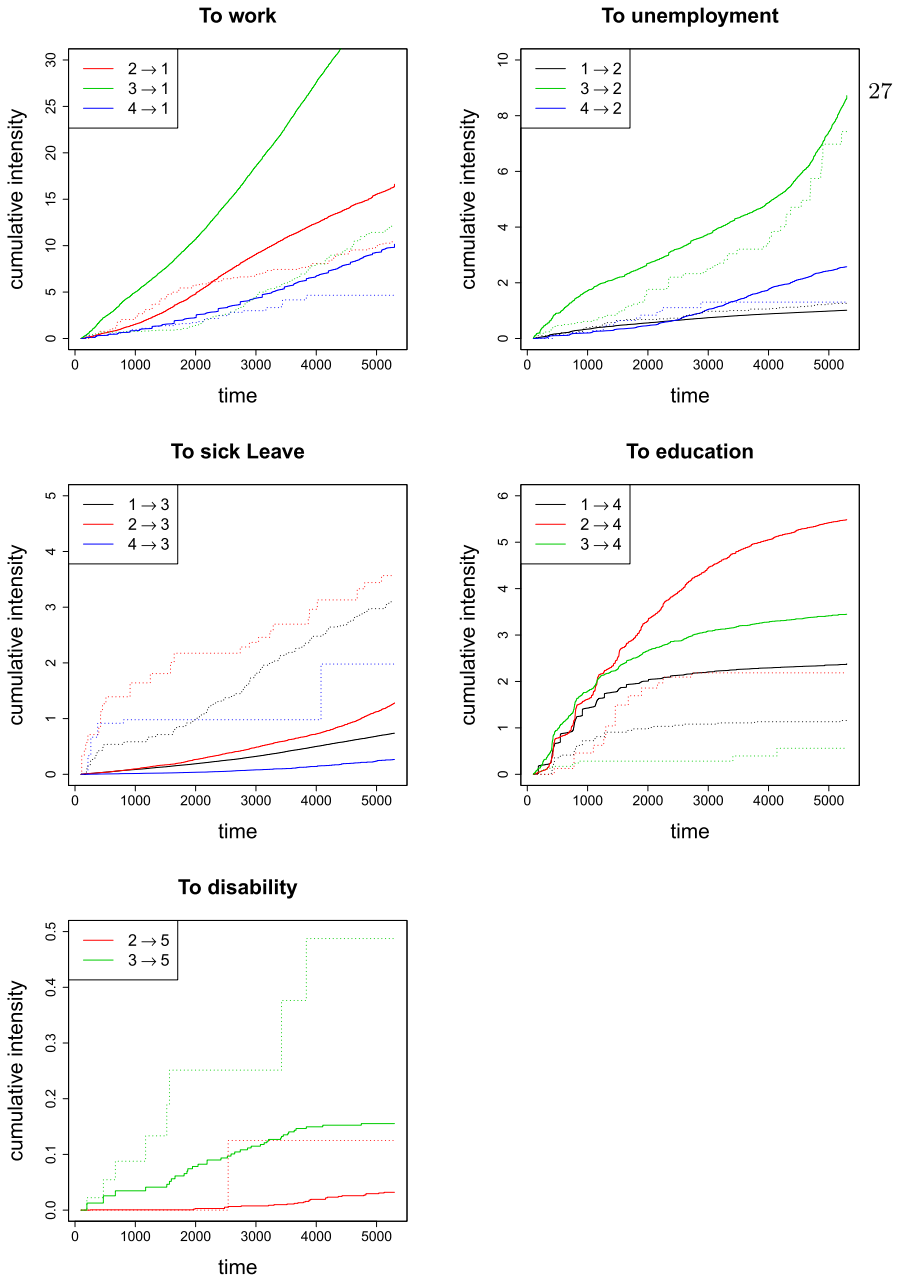 To work
cumulative intensity
30
25
20
15
10
5
0
2 → 1
3 → 1
4 → 1
0 1000 2000 3000 4000 5000
time
To unemployment
cumulative intensity
10
8
6
4
2
0
1 → 2
3 → 2
4 → 2
0 1000 2000 3000 4000 5000
time
27
To sick Leave
cumulative intensity
5
4
3
2
1
0
1 → 3
2 → 3
4 → 3
0 1000 2000 3000 4000 5000
time
To education
cumulative intensity
6
5
4
3
2
1
0
1 → 4
2 → 4
3 → 4
0 1000 2000 3000 4000 5000
time
To disability
cumulative intensity
0.5
0.4
0.3
0.2
0.1
0.0
2 → 5
3 → 5
0 1000 2000 3000 4000 5000
time